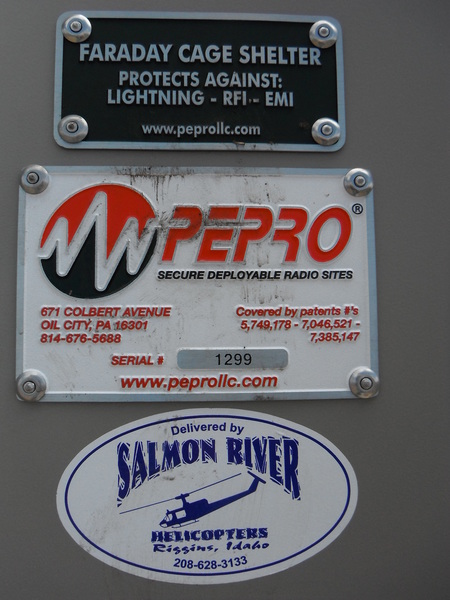 FARADAY CAGE SHELTER
PROTECTS AGAINST:
LIGHTNING - RFI - EMI
www.peprollc.com
PEPRO®
SECURE DEPLOYABLE RADIO SITES
671 COLBERT AVENUE
OIL CITY, PA 16301
814-676-5688
Covered by patents #'s
5,749,178 - 7,046,521 -
7,385,147
SERIAL # 1299
www.peprollc.com
Delivered by
SALMON RIVER
HELICOPTERS
Riggins, Idaho
208-628-3133